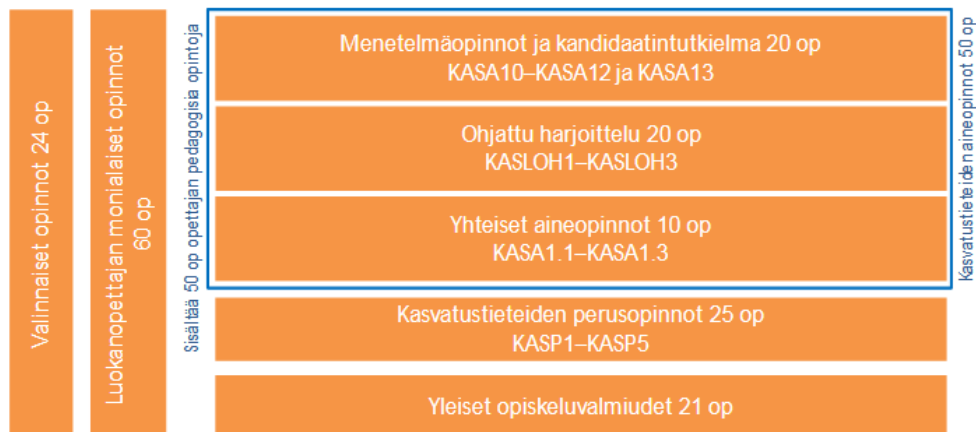 Valinnaiset opinnot 24 op
Luokanopettajan monialaiset opinnot
60 op
Sisältää 50 op opettajan pedagogisia opintoja
Menetelmäopinnot ja kandidaatintutkielma 20 op
KASA10–KASA12 ja KASA13
Ohjattu harjoittelu 20 op
KASLOH1–KASLOH3
Yhteiset aineopinnot 10 op
KASA1.1–KASA1.3
Kasvatustieteiden perusopinnot 25 op
KASP1–KASP5
Yleiset opiskeluvalmiudet 21 op
Kasvatustieteiden aineopinnot 50 op